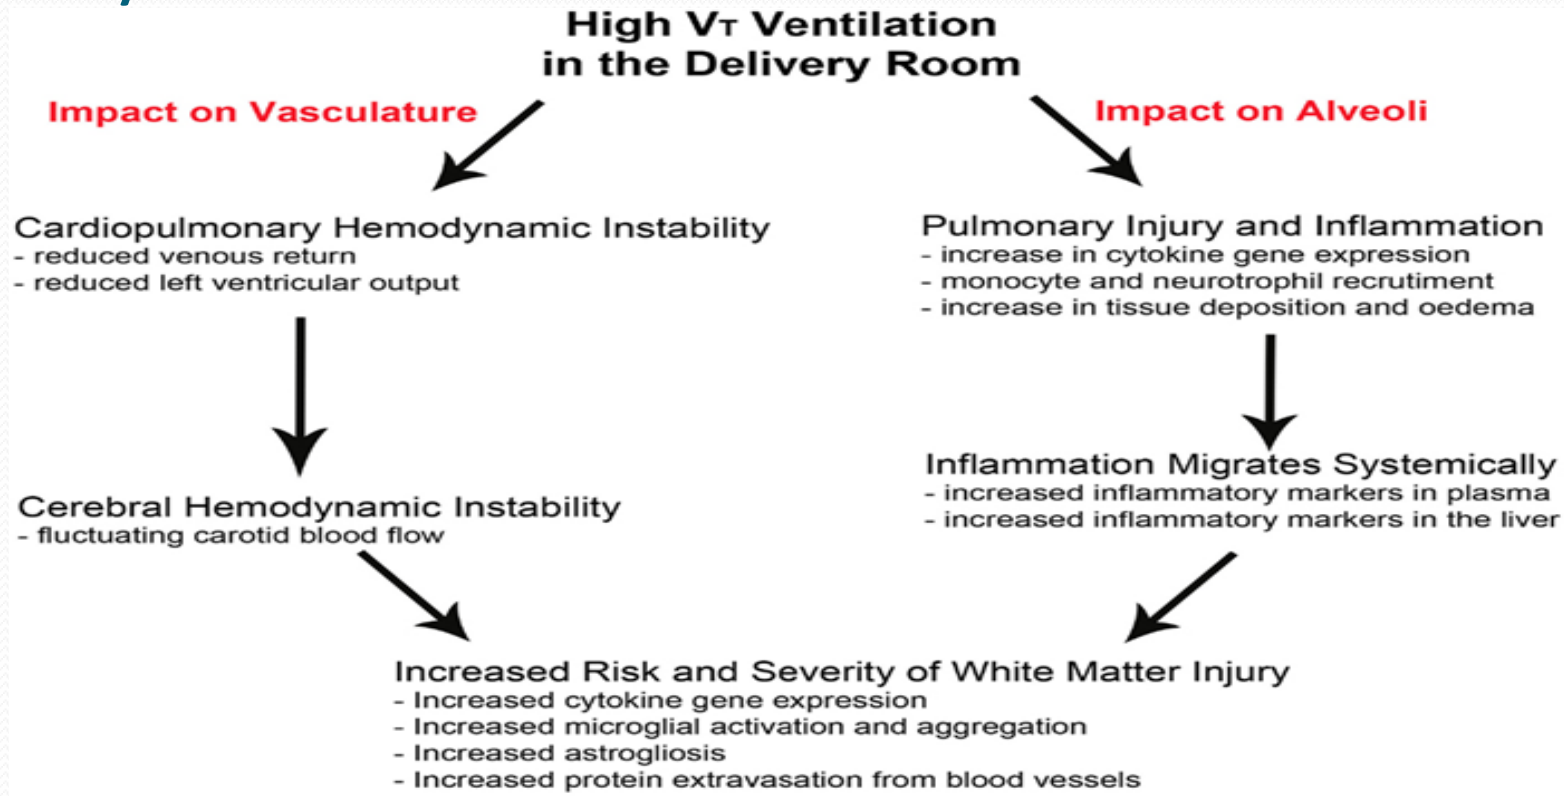 High VT Ventilation
in the Delivery Room
Impact on Vasculature
Impact on Alveoli
Cardiopulmonary Hemodynamic Instability
- reduced venous return
- reduced left ventricular output
Pulmonary Injury and Inflammation
- increase in cytokine gene expression
- monocyte and neurotrophil recrutiment
- increase in tissue deposition and oedema
Cerebral Hemodynamic Instability
- fluctuating carotid blood flow
Inflammation Migrates Systemically
- increased inflammatory markers in plasma
- increased inflammatory markers in the liver
Increased Risk and Severity of White Matter Injury
- Increased cytokine gene expression
- Increased microglial activation and aggregation
- Increased astrogliosis
- Increased protein extravasation from blood vessels